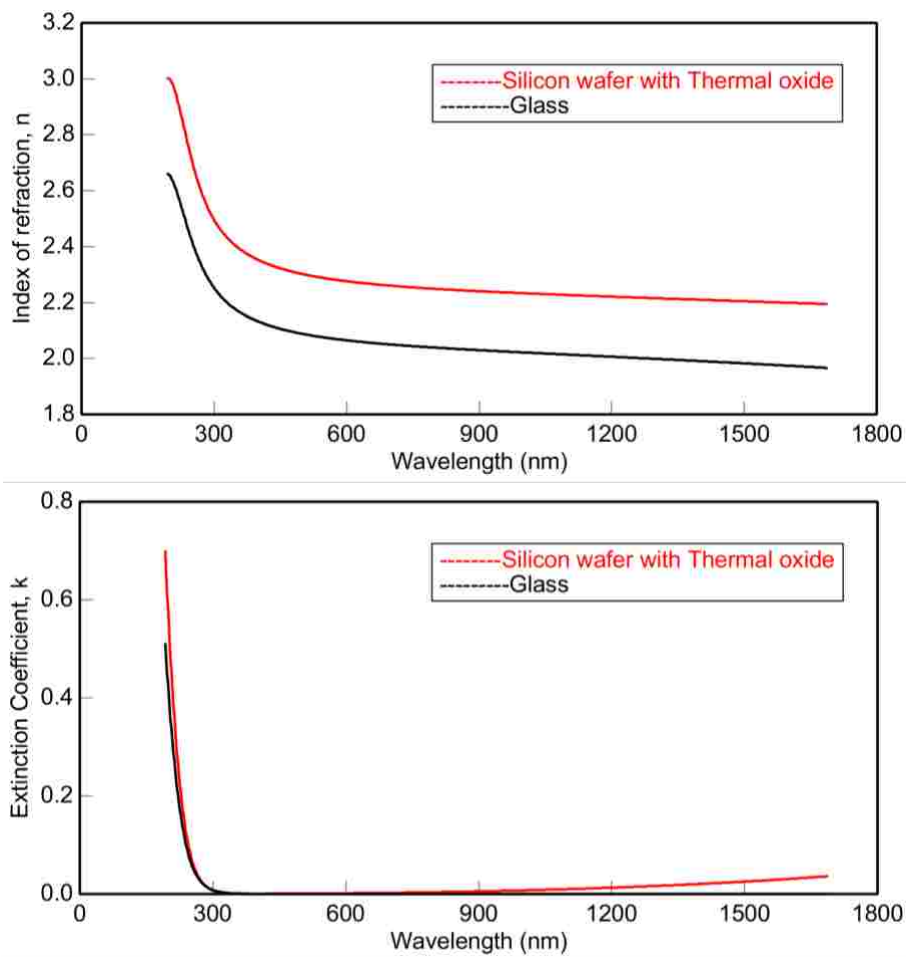 3.2
3.0
2.8
2.6
2.4
2.2
2.0
1.8
Index of refraction, n
Silicon wafer with Thermal oxide
Glass
0 300 600 900 1200 1500 1800
Wavelength (nm)
0.8
0.6
0.4
0.2
0.0
Extinction Coefficient, k
Silicon wafer with Thermal oxide
Glass
0 300 600 900 1200 1500 1800
Wavelength (nm)